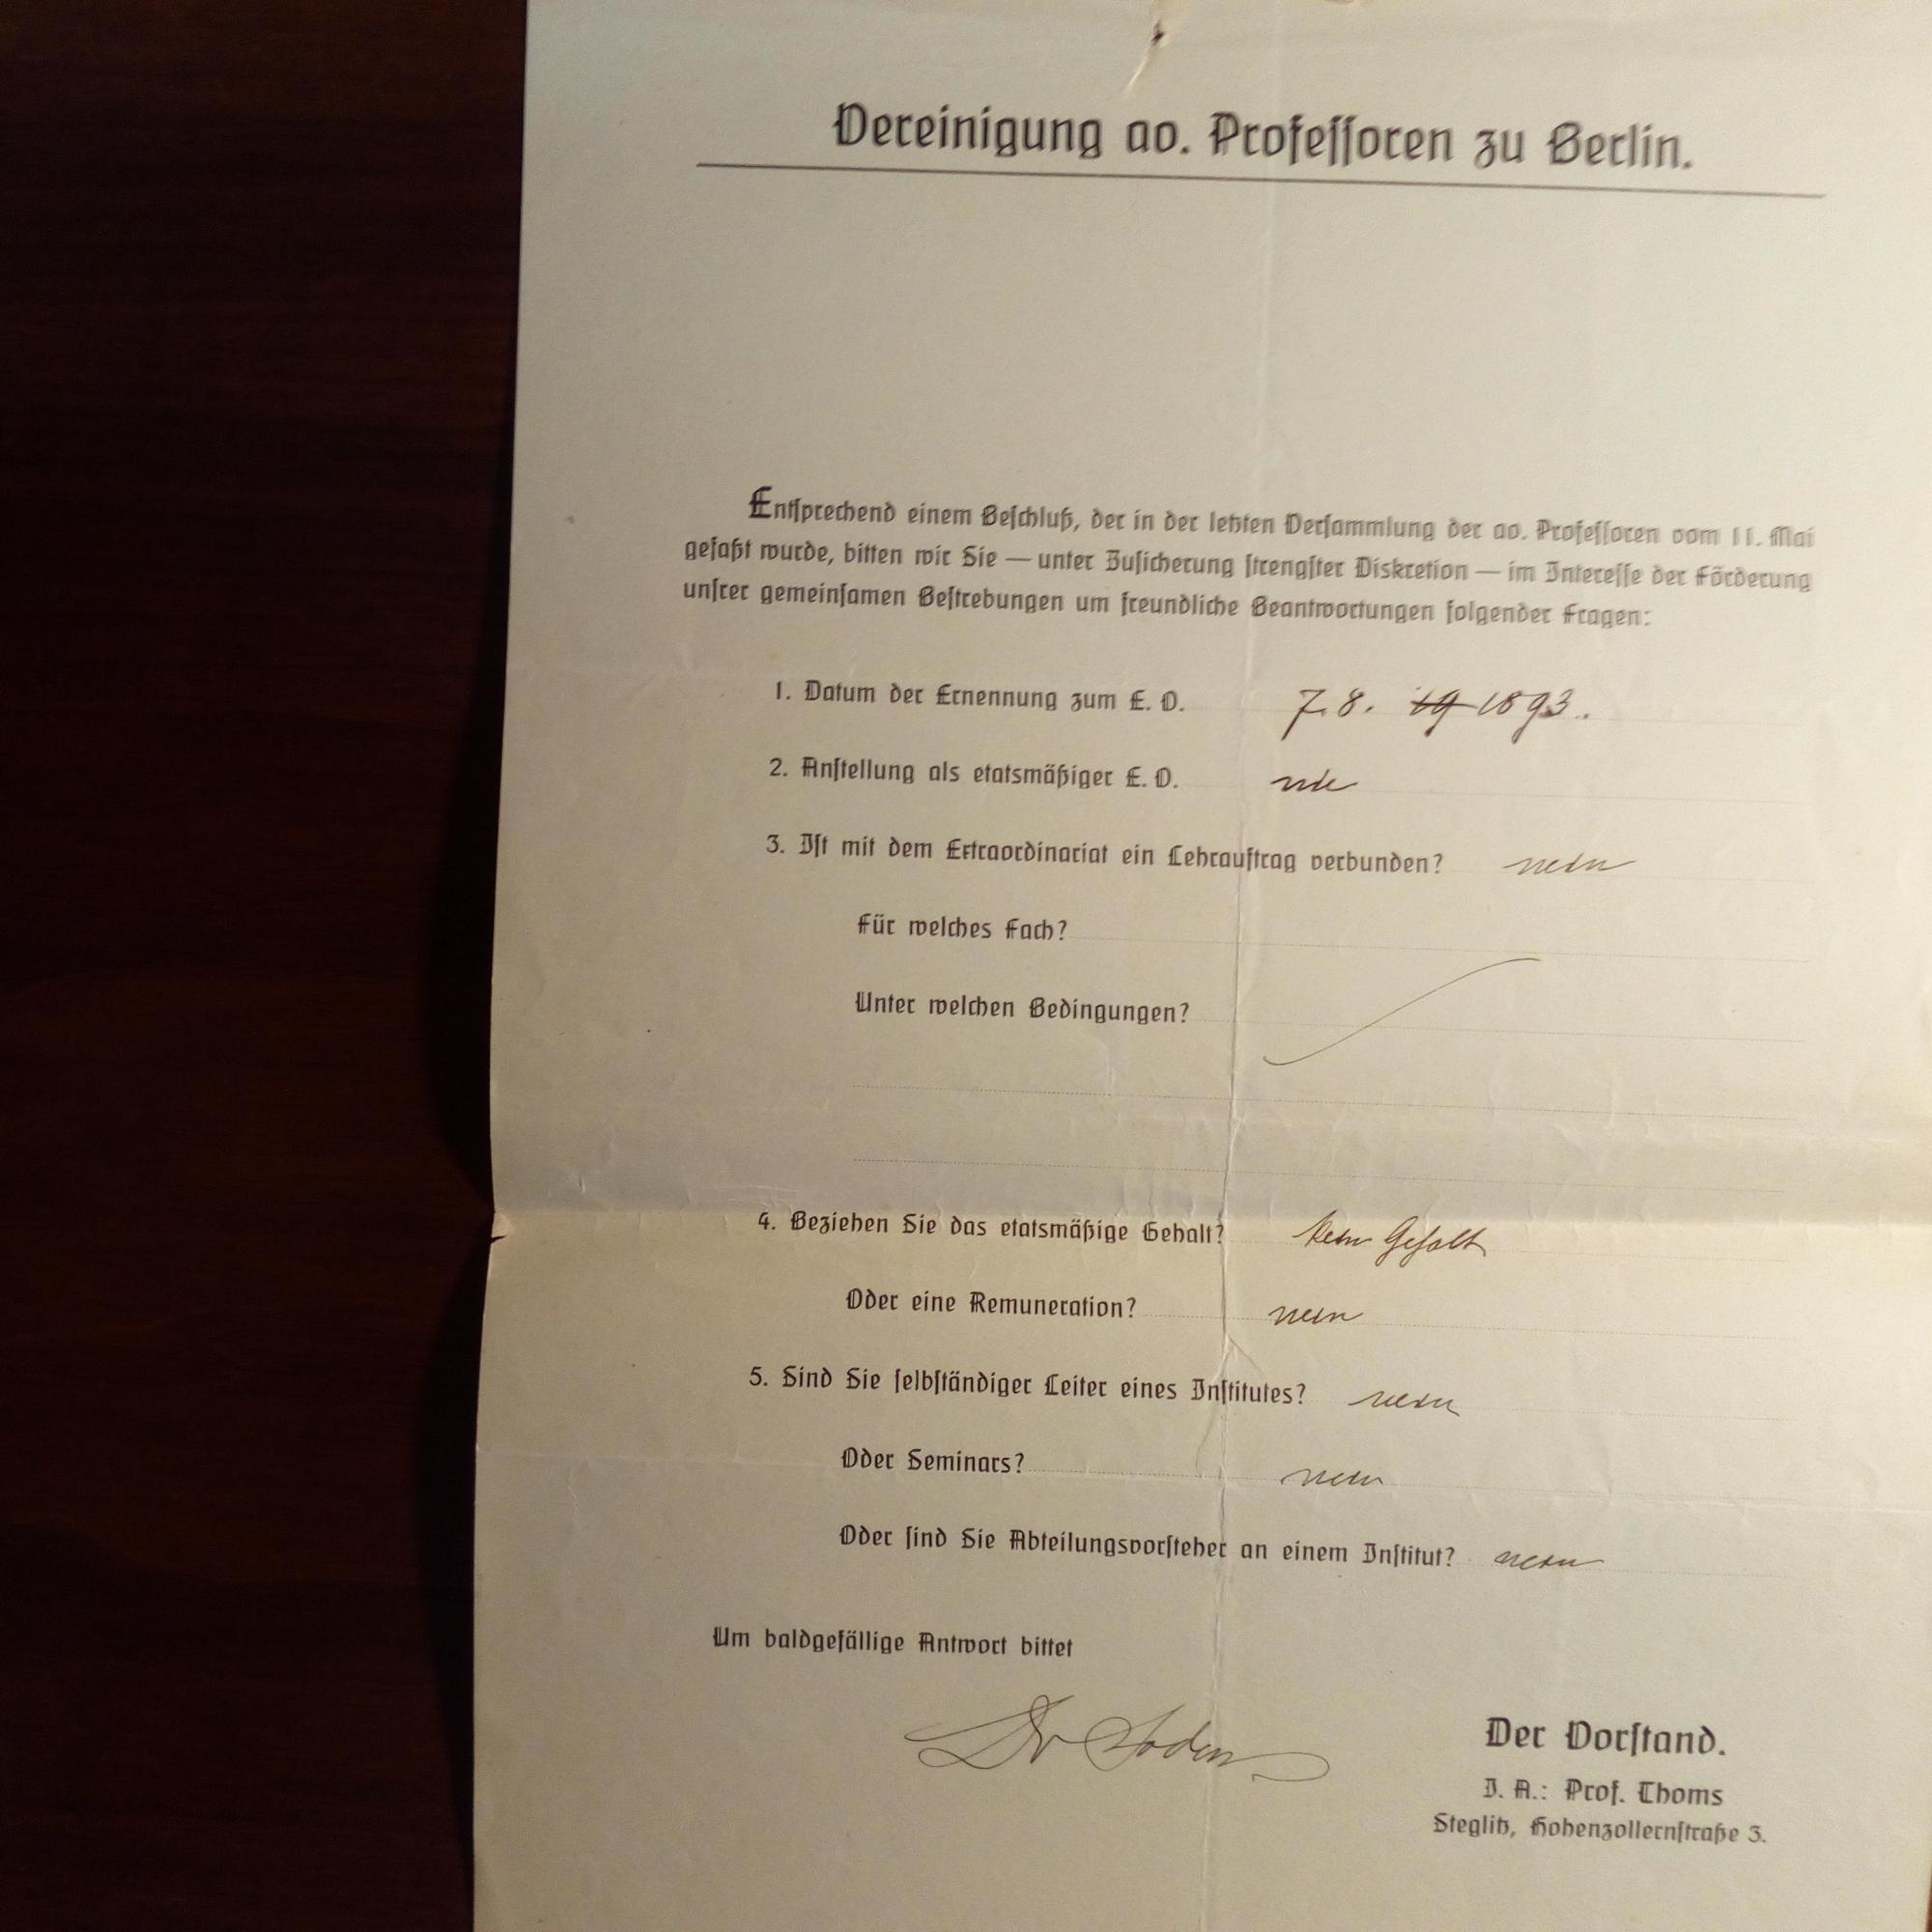 Vereinigung ao. Professoren zu Berlin.
Entsprechend einem Beschluß, der in der letzten Versammlung der ao. Professoren vom 11. Mai
gefaßt wurde, bitten wir Sie — unter Zusicherung strengster Diskretion — im Interesse der Förderung
unsrer gemeinsamen Bestrebungen um freundliche Beantwortungen folgender Fragen:
1. Datum der Ernennung zum E. O. 7. 8. 19 1893.
2. Anstellung als etatsmäßiger E. O. nie
3. Ist mit dem Extraordinariat ein Lehrauftrag verbunden? nein
Für welches Fach?
Unter welchen Bedingungen?
4. Beziehen Sie das etatsmäßige Gehalt? kein Gehalt
Oder eine Remuneration? nein
5. Sind Sie selbständiger Leiter eines Institutes? nein
Oder Seminars? nein
Oder sind Sie Abteilungsvorsteher an einem Institut? nein
Um baldgefällige Antwort bittet
Dr Soden
Der Vorstand.
I. A.: Prof. Thoms
Steglitz, Hohenzollernstraße 3.